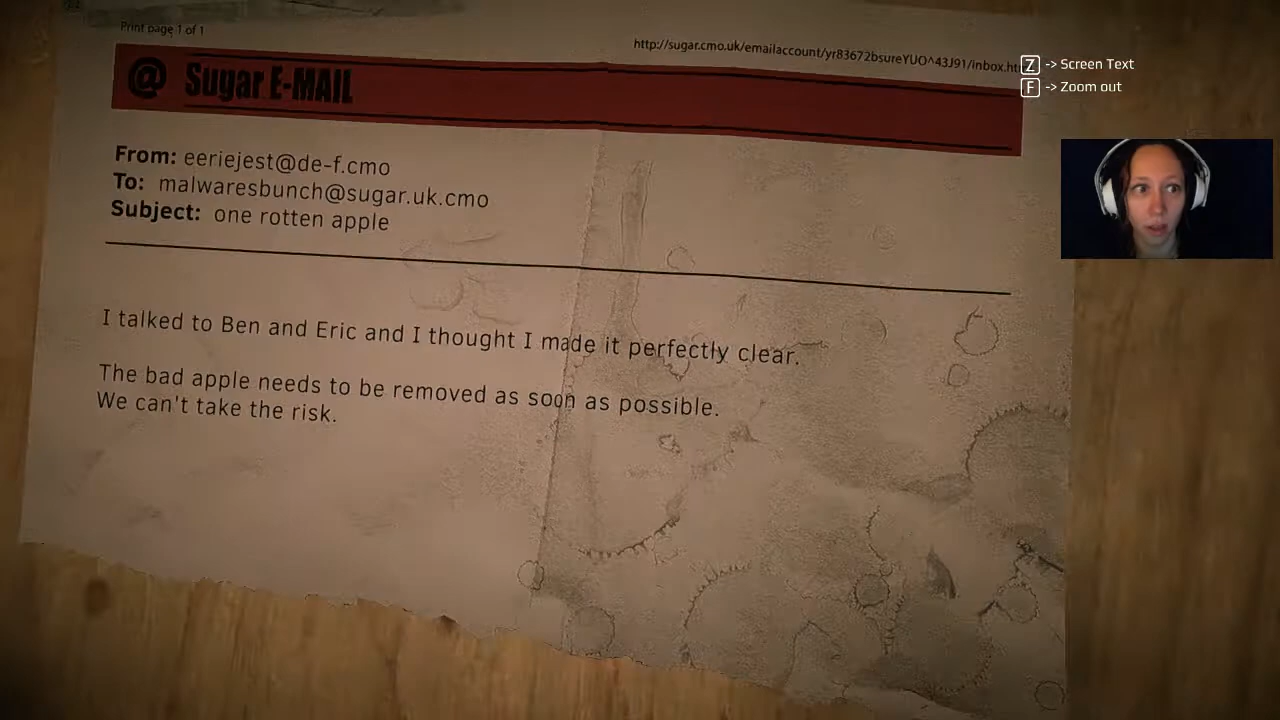 Print page 1 of 1
http://sugar.cmo.uk/emailaccount/yr83672bsureYUO^43J91/inbox.htm
Z -> Screen Text
F -> Zoom out
@ Sugar E-MAIL
From: eeriejest@de-f.cmo
To: malwaresbunch@sugar.uk.cmo
Subject: one rotten apple
I talked to Ben and Eric and I thought I made it perfectly clear.
The bad apple needs to be removed as soon as possible.
We can't take the risk.